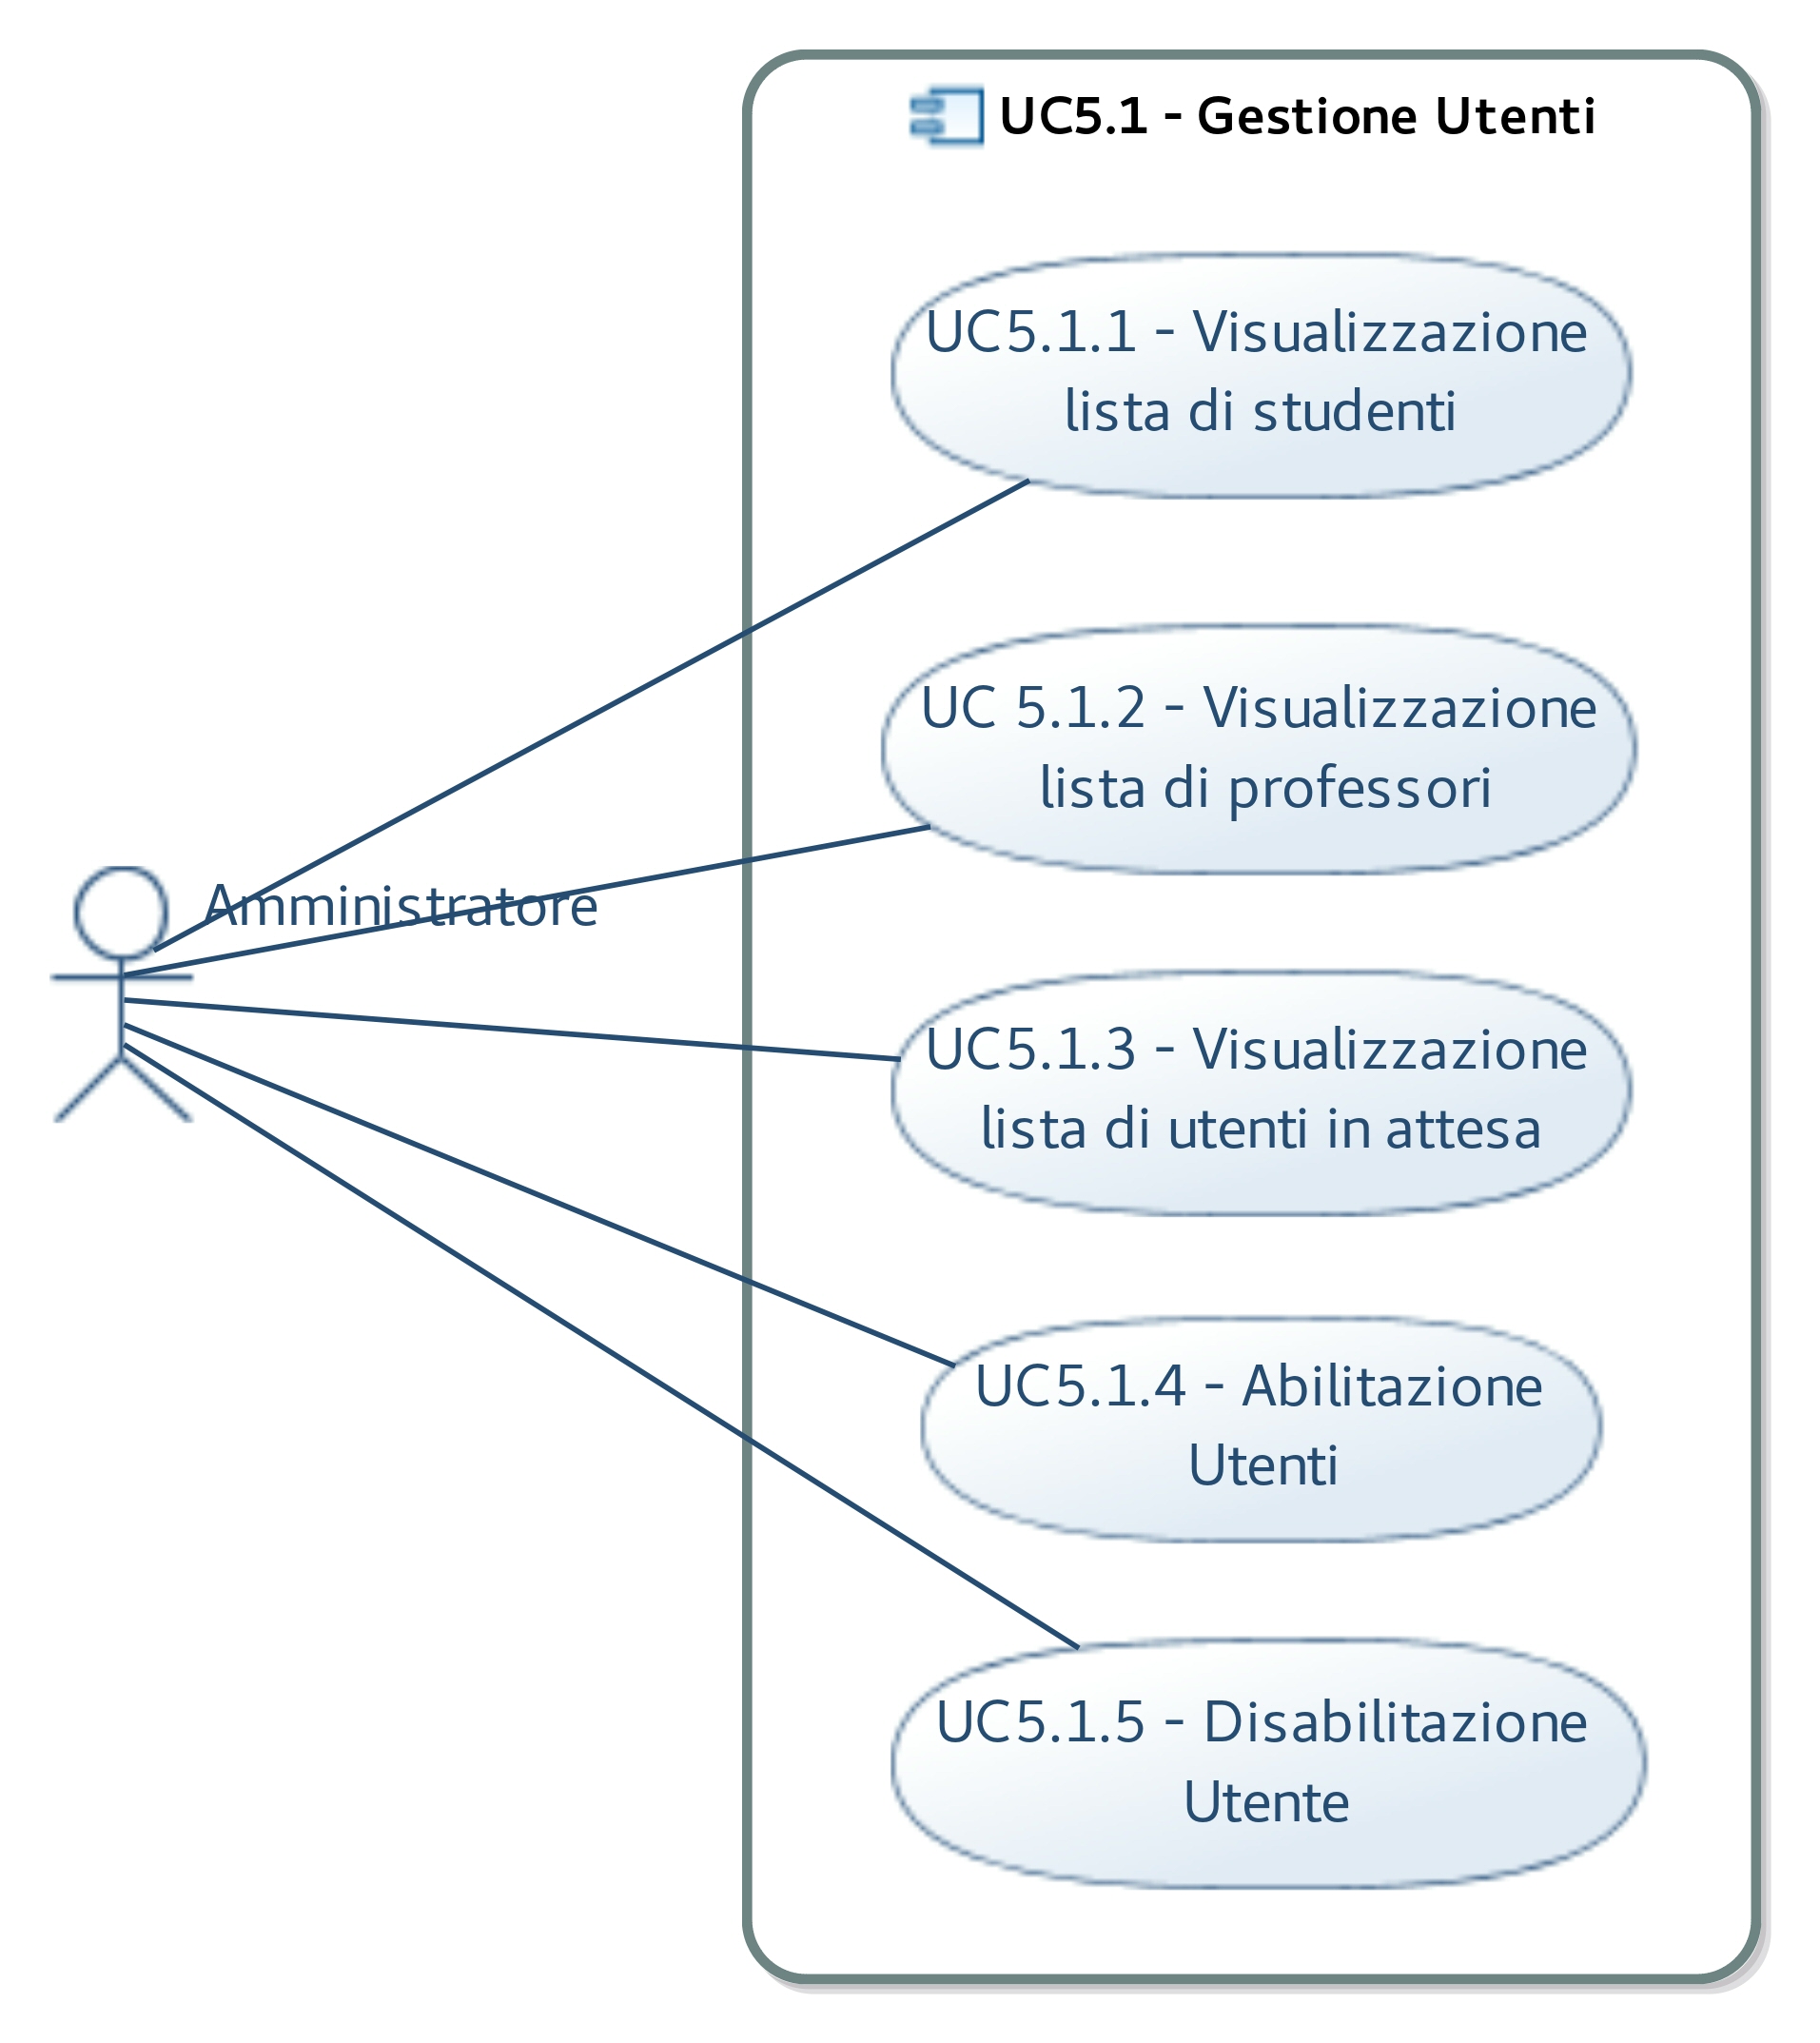 UC5.1 - Gestione Utenti
UC5.1.1 - Visualizzazione
lista di studenti
UC 5.1.2 - Visualizzazione
lista di professori
Amministratore
UC5.1.3 - Visualizzazione
lista di utenti in attesa
UC5.1.4 - Abilitazione
Utenti
UC5.1.5 - Disabilitazione
Utente